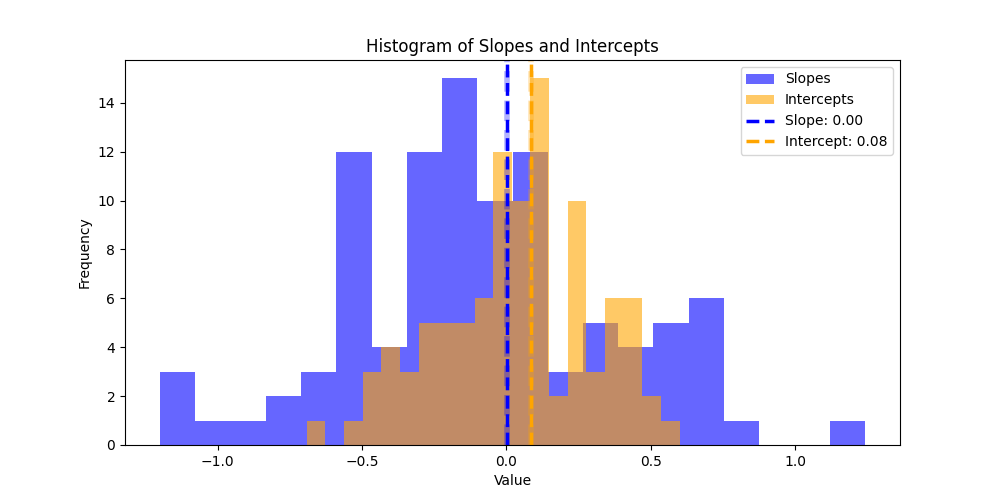 Histogram of Slopes and Intercepts
Slopes
Intercepts
Slope: 0.00
Intercept: 0.08
14
12
10
8
6
4
2
0
Frequency
−1.0
−0.5
0.0
0.5
1.0
Value